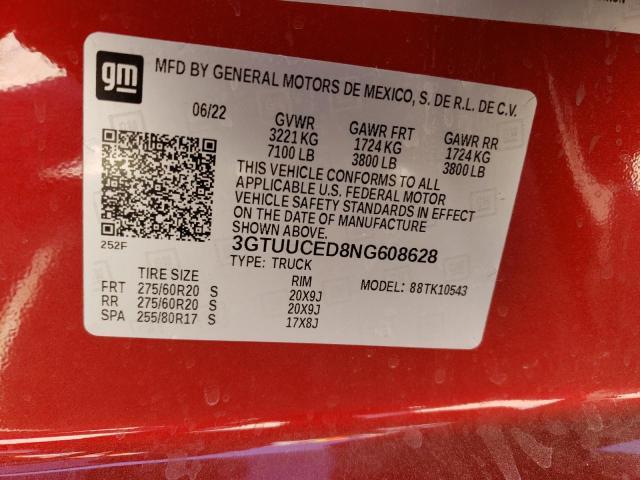 gm
MFD BY GENERAL MOTORS DE MEXICO, S. DE R.L. DE C.V.
06/22 GVWR GAWR FRT GAWR RR
3221 KG 1724 KG 1724 KG
7100 LB 3800 LB 3800 LB
THIS VEHICLE CONFORMS TO ALL
APPLICABLE U.S. FEDERAL MOTOR
VEHICLE SAFETY STANDARDS IN EFFECT
ON THE DATE OF MANUFACTURE
SHOWN ABOVE.
252F 3GTUUCED8NG608628
TYPE: TRUCK
TIRE SIZE RIM MODEL: 88TK10543
FRT 275/60R20 S 20X9J
RR 275/60R20 S 20X9J
SPA 255/80R17 S 17X8J